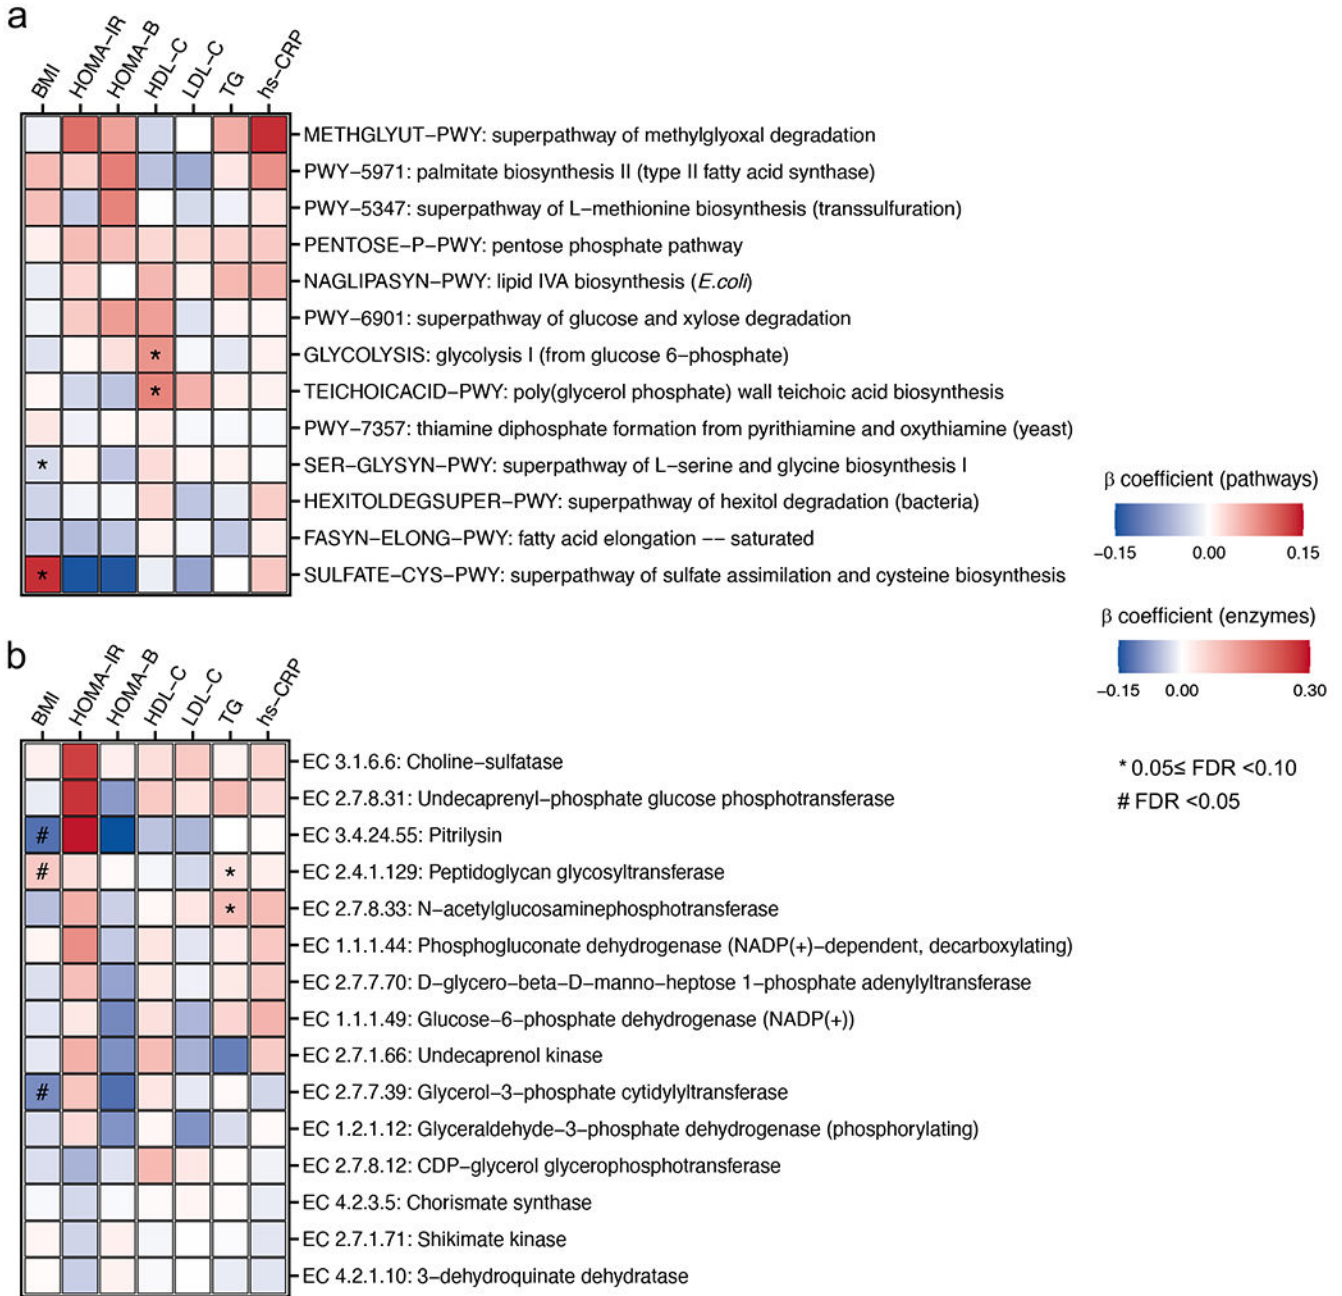 a
BMI HOMA−IR HOMA−B HDL−C LDL−C TG hs−CRP
METHGLYUT−PWY: superpathway of methylglyoxal degradation
PWY−5971: palmitate biosynthesis II (type II fatty acid synthase)
PWY−5347: superpathway of L−methionine biosynthesis (transsulfuration)
PENTOSE−P−PWY: pentose phosphate pathway
NAGLIPASYN−PWY: lipid IVA biosynthesis (E.coli)
PWY−6901: superpathway of glucose and xylose degradation
* GLYCOLYSIS: glycolysis I (from glucose 6−phosphate)
* TEICHOICACID−PWY: poly(glycerol phosphate) wall teichoic acid biosynthesis
PWY−7357: thiamine diphosphate formation from pyrithiamine and oxythiamine (yeast)
* SER−GLYSYN−PWY: superpathway of L−serine and glycine biosynthesis I
HEXITOLDEGSUPER−PWY: superpathway of hexitol degradation (bacteria)
FASYN−ELONG−PWY: fatty acid elongation −− saturated
* SULFATE−CYS−PWY: superpathway of sulfate assimilation and cysteine biosynthesis
β coefficient (pathways)
−0.15 0.00 0.15
β coefficient (enzymes)
−0.15 0.00 0.30
* 0.05≤ FDR <0.10
# FDR <0.05
b
BMI HOMA−IR HOMA−B HDL−C LDL−C TG hs−CRP
EC 3.1.6.6: Choline−sulfatase
EC 2.7.8.31: Undecaprenyl−phosphate glucose phosphotransferase
# EC 3.4.24.55: Pitrilysin
# * EC 2.4.1.129: Peptidoglycan glycosyltransferase
* EC 2.7.8.33: N−acetylglucosaminephosphotransferase
EC 1.1.1.44: Phosphogluconate dehydrogenase (NADP(+)−dependent, decarboxylating)
EC 2.7.7.70: D−glycero−beta−D−manno−heptose 1−phosphate adenylyltransferase
EC 1.1.1.49: Glucose−6−phosphate dehydrogenase (NADP(+))
EC 2.7.1.66: Undecaprenol kinase
# EC 2.7.7.39: Glycerol−3−phosphate cytidylyltransferase
EC 1.2.1.12: Glyceraldehyde−3−phosphate dehydrogenase (phosphorylating)
EC 2.7.8.12: CDP−glycerol glycerophosphotransferase
EC 4.2.3.5: Chorismate synthase
EC 2.7.1.71: Shikimate kinase
EC 4.2.1.10: 3−dehydroquinate dehydratase